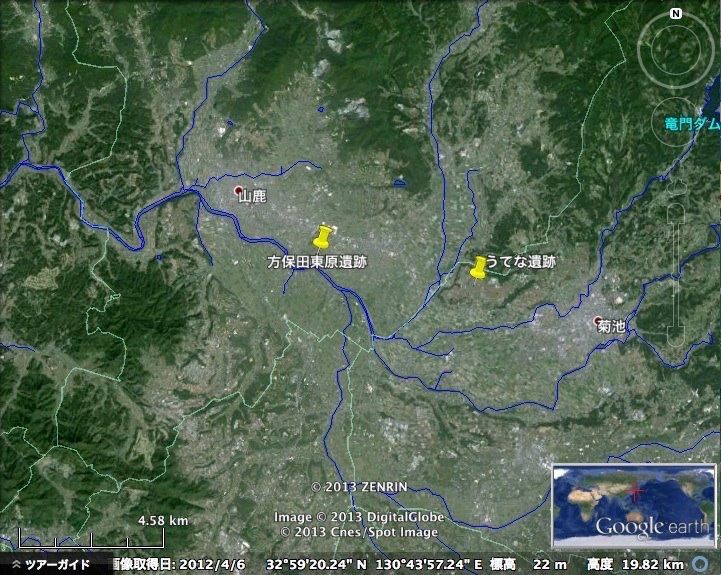 N
竜門ダム
山鹿
方保田東原遺跡
うてな遺跡
菊池
© 2013 ZENRIN
Image © 2013 DigitalGlobe
© 2013 Cnes/Spot Image
4.58 km
Google earth
ツアーガイド 画像取得日: 2012/4/6 32°59'20.24" N 130°43'57.24" E 標高 22 m 高度 19.82 km